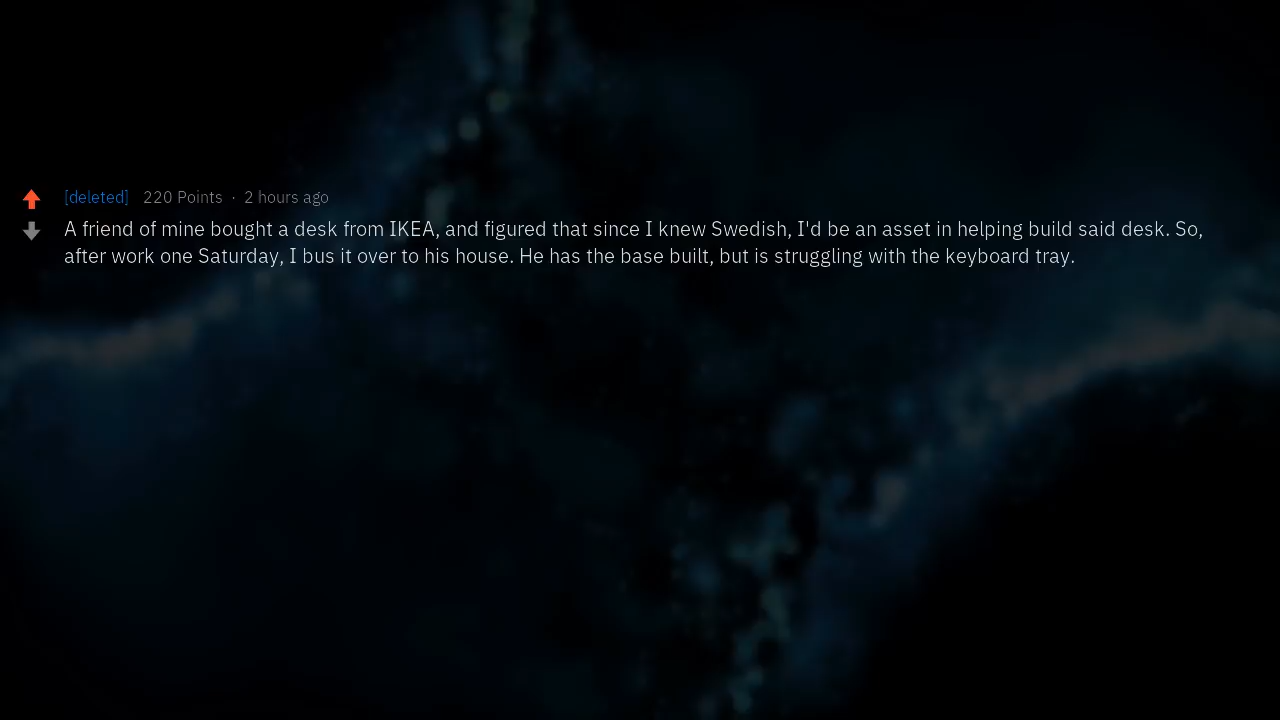 [deleted] 220 Points · 2 hours ago
A friend of mine bought a desk from IKEA, and figured that since I knew Swedish, I'd be an asset in helping build said desk. So,
after work one Saturday, I bus it over to his house. He has the base built, but is struggling with the keyboard tray.